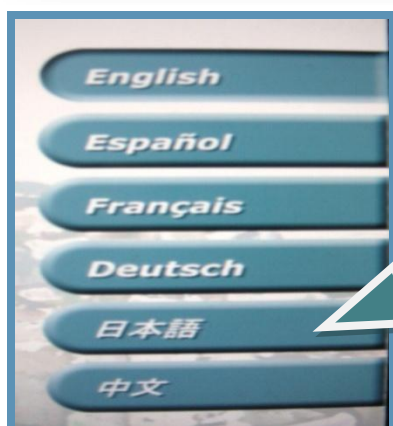 English
Español
Français
Deutsch
日本語
中文